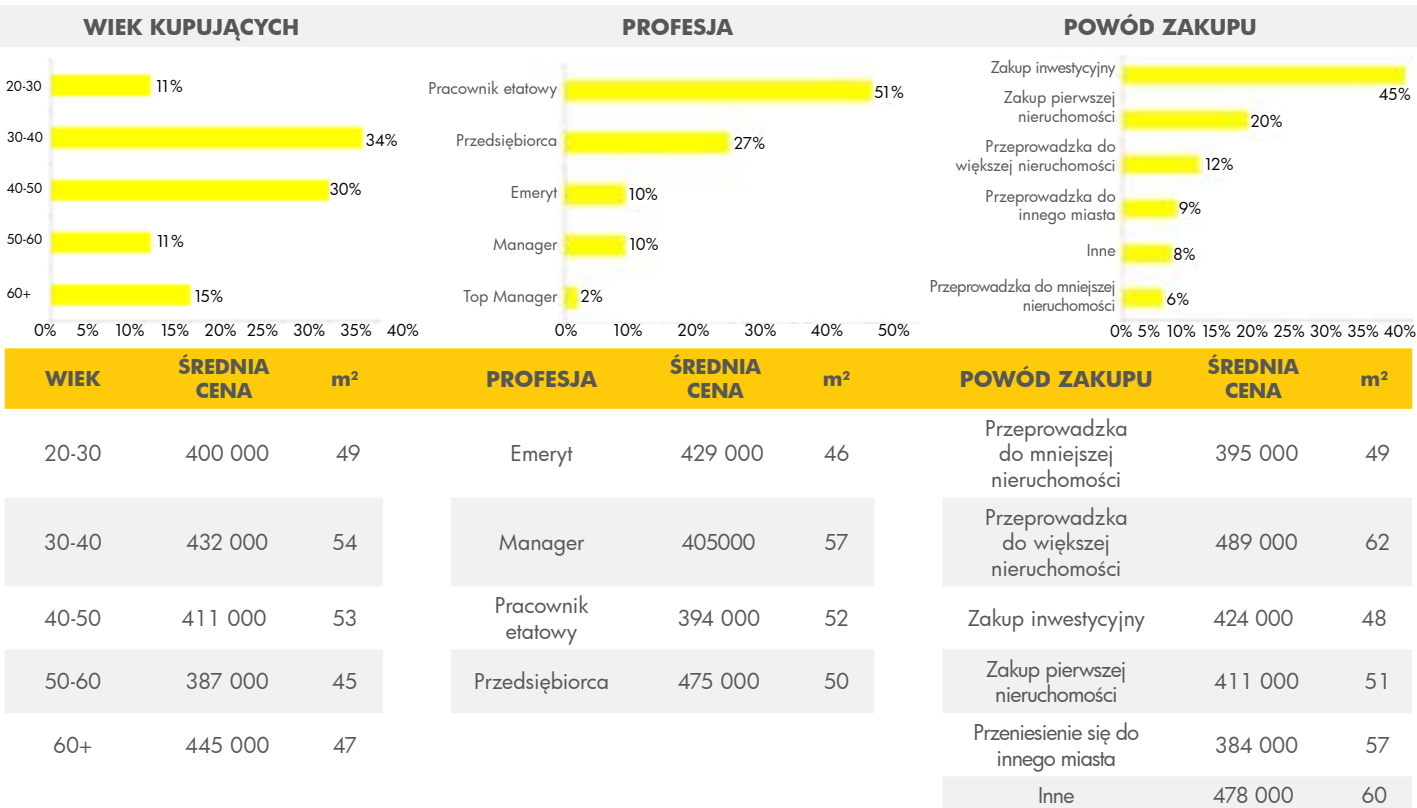 WIEK KUPUJĄCYCH
20-30 11%
30-40 34%
40-50 30%
50-60 11%
60+ 15%
0% 5% 10% 15% 20% 25% 30% 35% 40%
PROFESJA
Pracownik etatowy 51%
Przedsiębiorca 27%
Emeryt 10%
Manager 10%
Top Manager 2%
0% 10% 20% 30% 40% 50%
POWÓD ZAKUPU
Zakup inwestycyjny
45%
Zakup pierwszej
nieruchomości
20%
Przeprowadzka do
większej nieruchomości
12%
Przeprowadzka do
innego miasta
9%
Inne 8%
Przeprowadzka do mniejszej
nieruchomości
6%
0% 5% 10% 15% 20% 25% 30% 35% 40%
WIEK
ŚREDNIA
CENA
m²
20-30 400 000 49
30-40 432 000 54
40-50 411 000 53
50-60 387 000 45
60+ 445 000 47
PROFESJA
ŚREDNIA
CENA
m²
Emeryt 429 000 46
Manager 405000 57
Pracownik
etatowy
394 000 52
Przedsiębiorca 475 000 50
POWÓD ZAKUPU
ŚREDNIA
CENA
m²
Przeprowadzka
do mniejszej
nieruchomości
395 000 49
Przeprowadzka
do większej
nieruchomości
489 000 62
Zakup inwestycyjny 424 000 48
Zakup pierwszej
nieruchomości
411 000 51
Przeniesienie się do
innego miasta
384 000 57
Inne 478 000 60